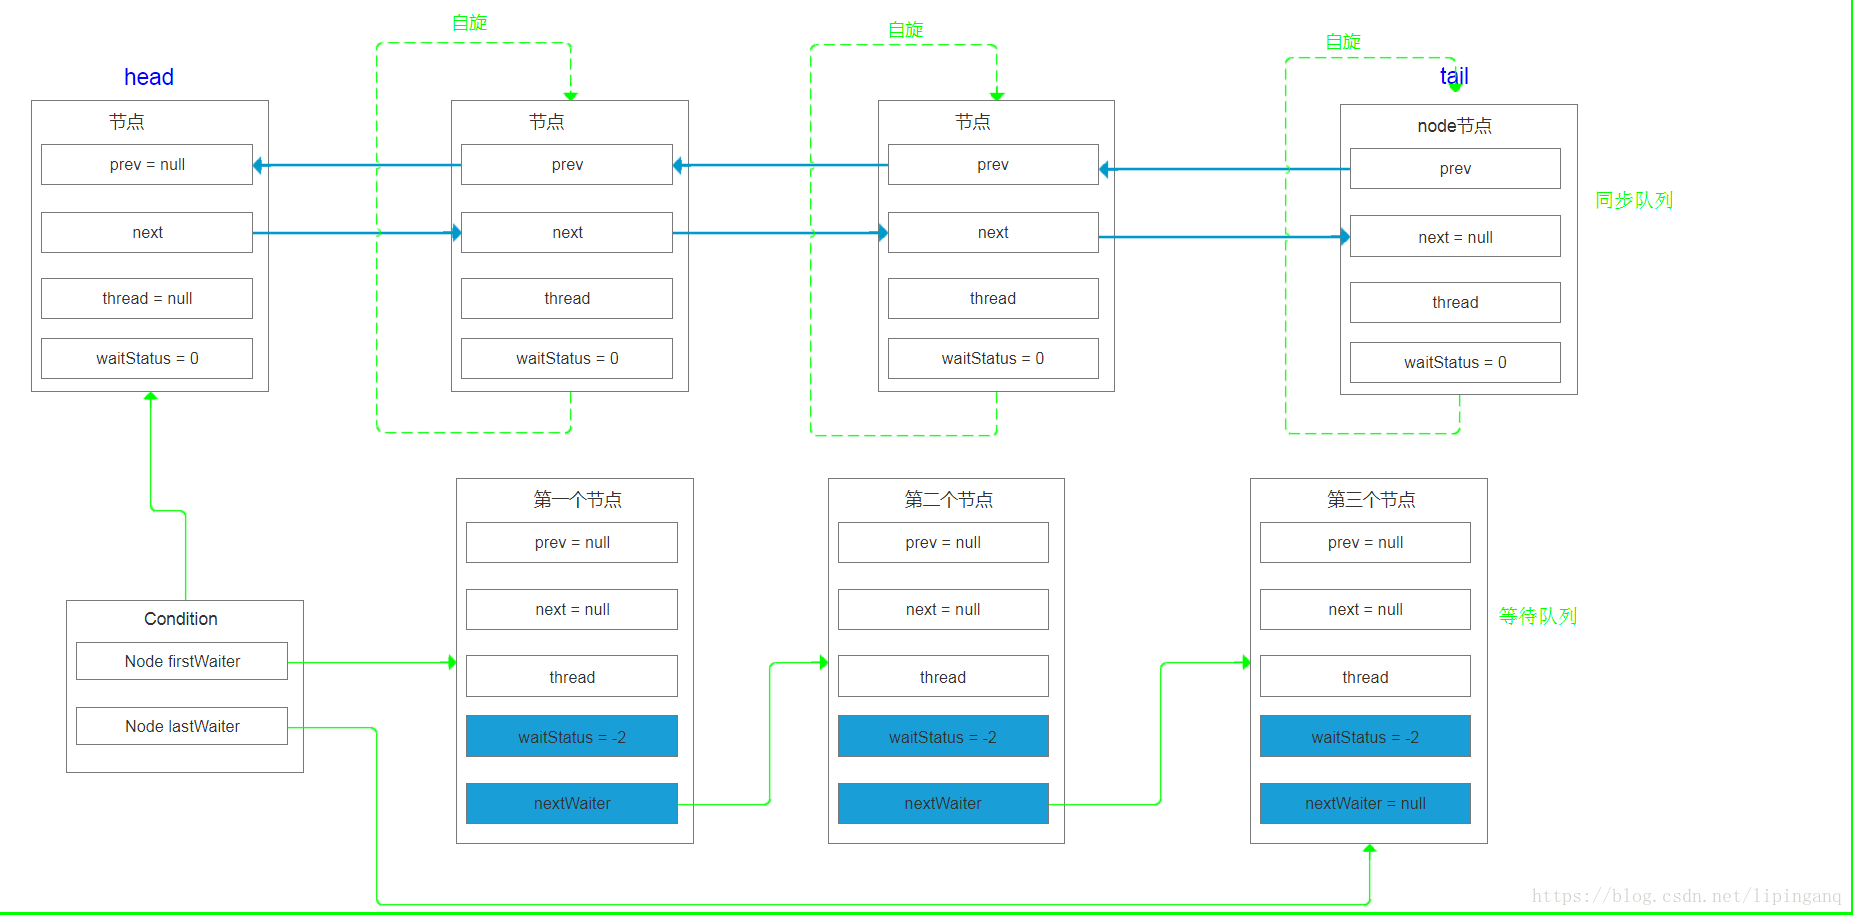 自旋
自旋
自旋
head
tail
节点
prev = null
next
thread = null
waitStatus = 0
节点
prev
next
thread
waitStatus = 0
节点
prev
next
thread
waitStatus = 0
node节点
prev
next = null
thread
waitStatus = 0
同步队列
Condition
Node firstWaiter
Node lastWaiter
第一个节点
prev = null
next = null
thread
waitStatus = -2
nextWaiter
第二个节点
prev = null
next = null
thread
waitStatus = -2
nextWaiter
第三个节点
prev = null
next = null
thread
waitStatus = -2
nextWaiter = null
等待队列
https://blog.csdn.net/lipinganq